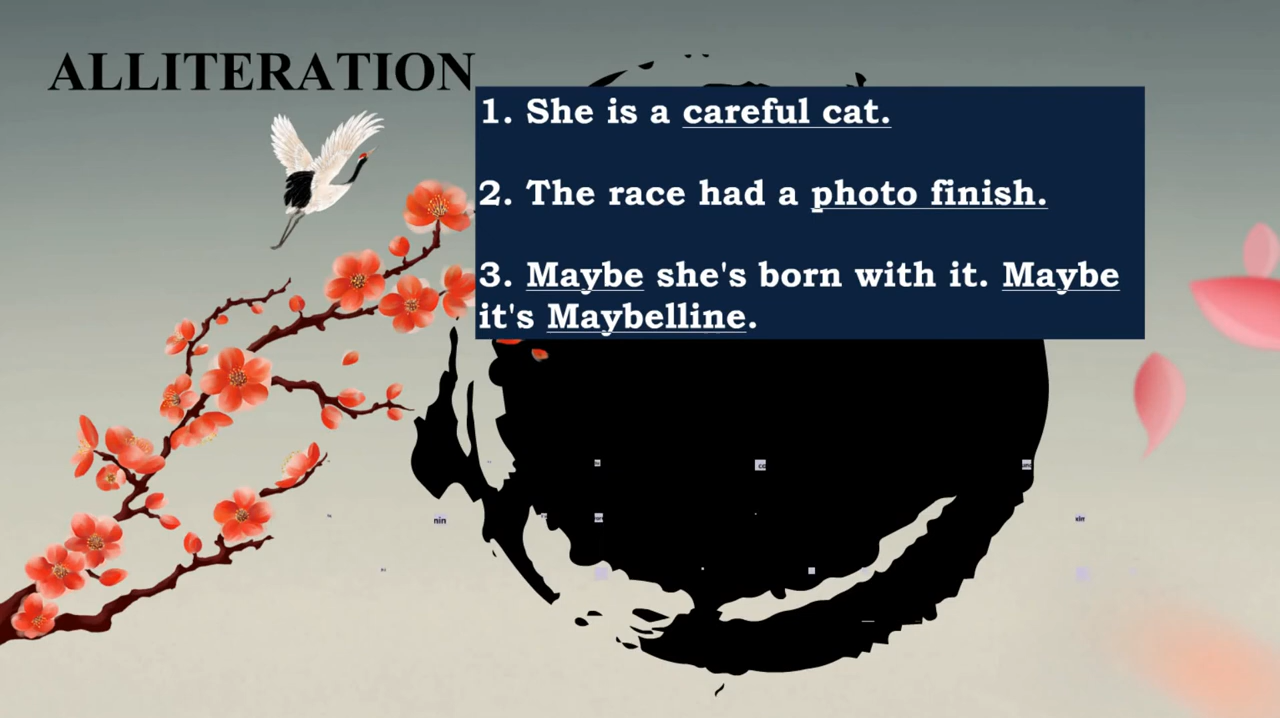 ALLITERATION
1. She is a careful cat.
2. The race had a photo finish.
3. Maybe she's born with it. Maybe
it's Maybelline.
nin